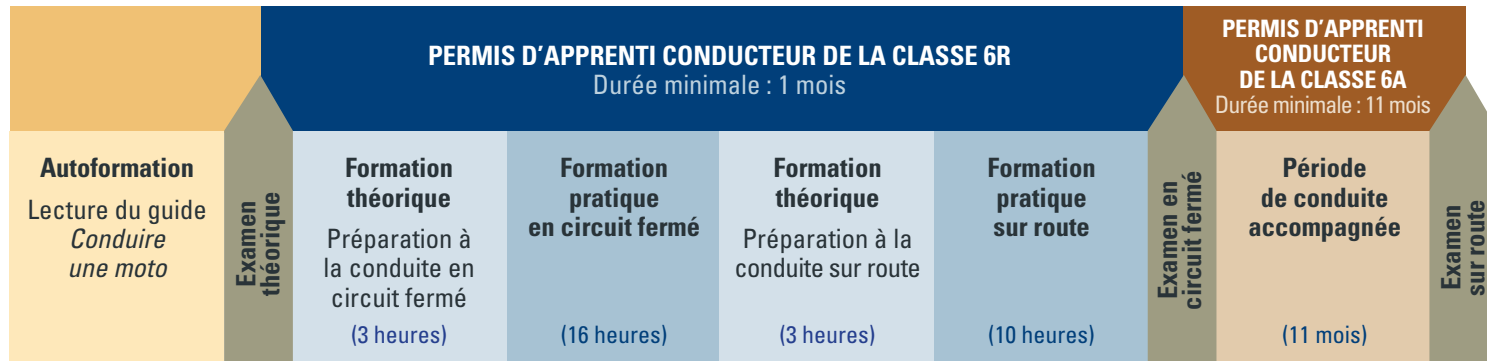 PERMIS D'APPRENTI CONDUCTEUR DE LA CLASSE 6R
Durée minimale : 1 mois
PERMIS D'APPRENTI
CONDUCTEUR
DE LA CLASSE 6A
Durée minimale : 11 mois
Autoformation
Lecture du guide
Conduire
une moto
Examen
théorique
Formation
théorique
Préparation à
la conduite en
circuit fermé
(3 heures)
Formation
pratique
en circuit fermé
(16 heures)
Formation
théorique
Préparation à la
conduite sur route
(3 heures)
Formation
pratique
sur route
(10 heures)
Examen en
circuit fermé
Période
de conduite
accompagnée
(11 mois)
Examen
sur route